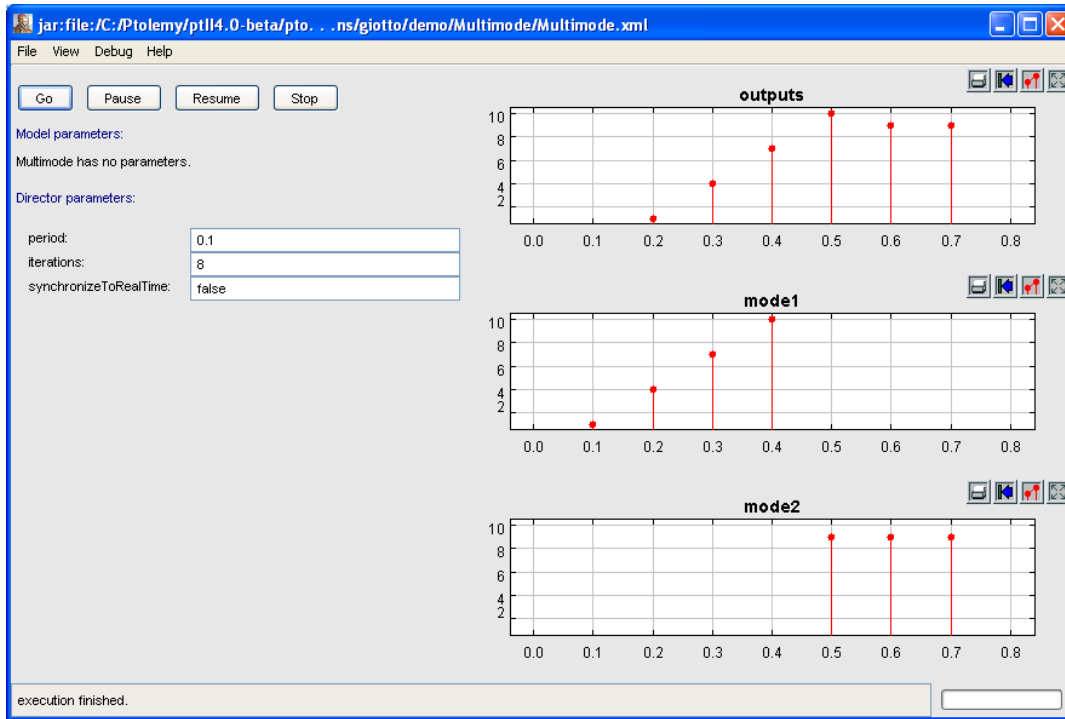 jar:file:/C:/Ptolemy/ptII4.0-beta/pto. . .ns/giotto/demo/Multimode/Multimode.xml
File View Debug Help
Go Pause Resume Stop
Model parameters:
Multimode has no parameters.
Director parameters:
period: 0.1
iterations: 8
synchronizeToRealTime: false
outputs
10
8
6
4
2
0.0 0.1 0.2 0.3 0.4 0.5 0.6 0.7 0.8
mode1
10
8
6
4
2
0.0 0.1 0.2 0.3 0.4 0.5 0.6 0.7 0.8
mode2
10
8
6
4
2
0.0 0.1 0.2 0.3 0.4 0.5 0.6 0.7 0.8
execution finished.